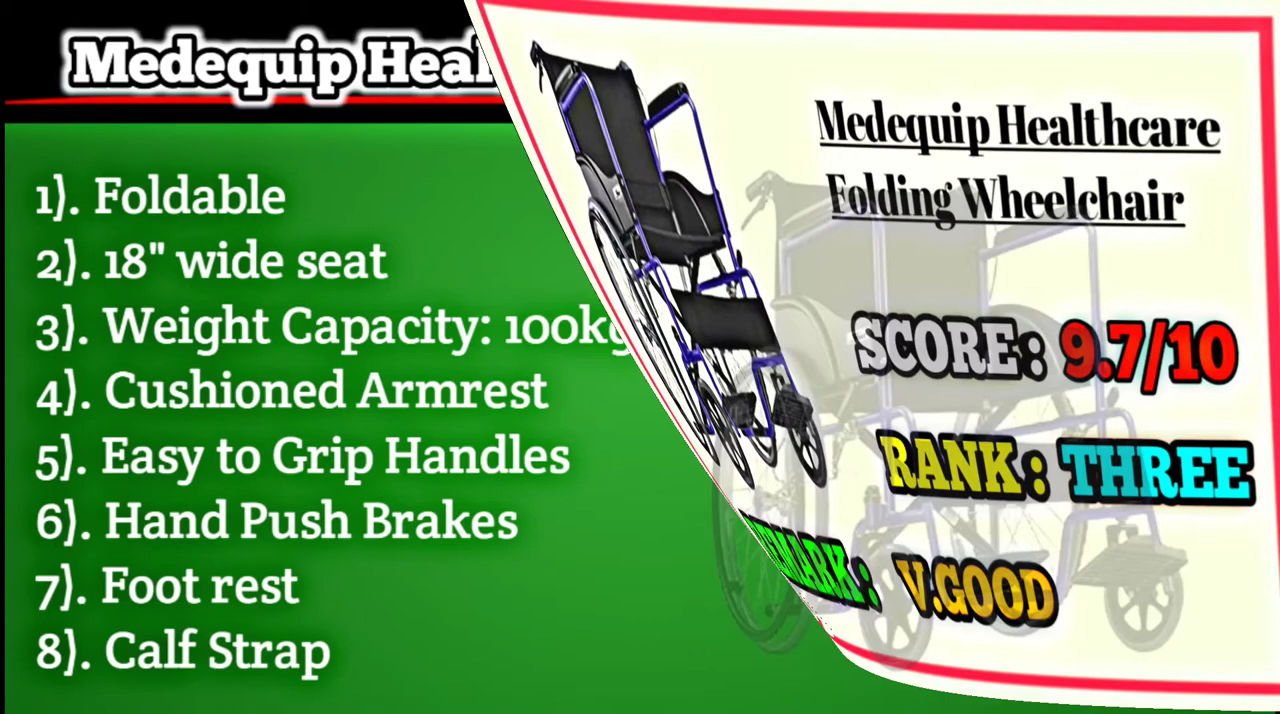 Medequip Heal
1). Foldable
2). 18" wide seat
3). Weight Capacity: 100kg
4). Cushioned Armrest
5). Easy to Grip Handles
6). Hand Push Brakes
7). Foot rest
8). Calf Strap
Medequip Healthcare
Folding Wheelchair
SCORE: 9.7/10
RANK: THREE
EMARK: V.GOOD